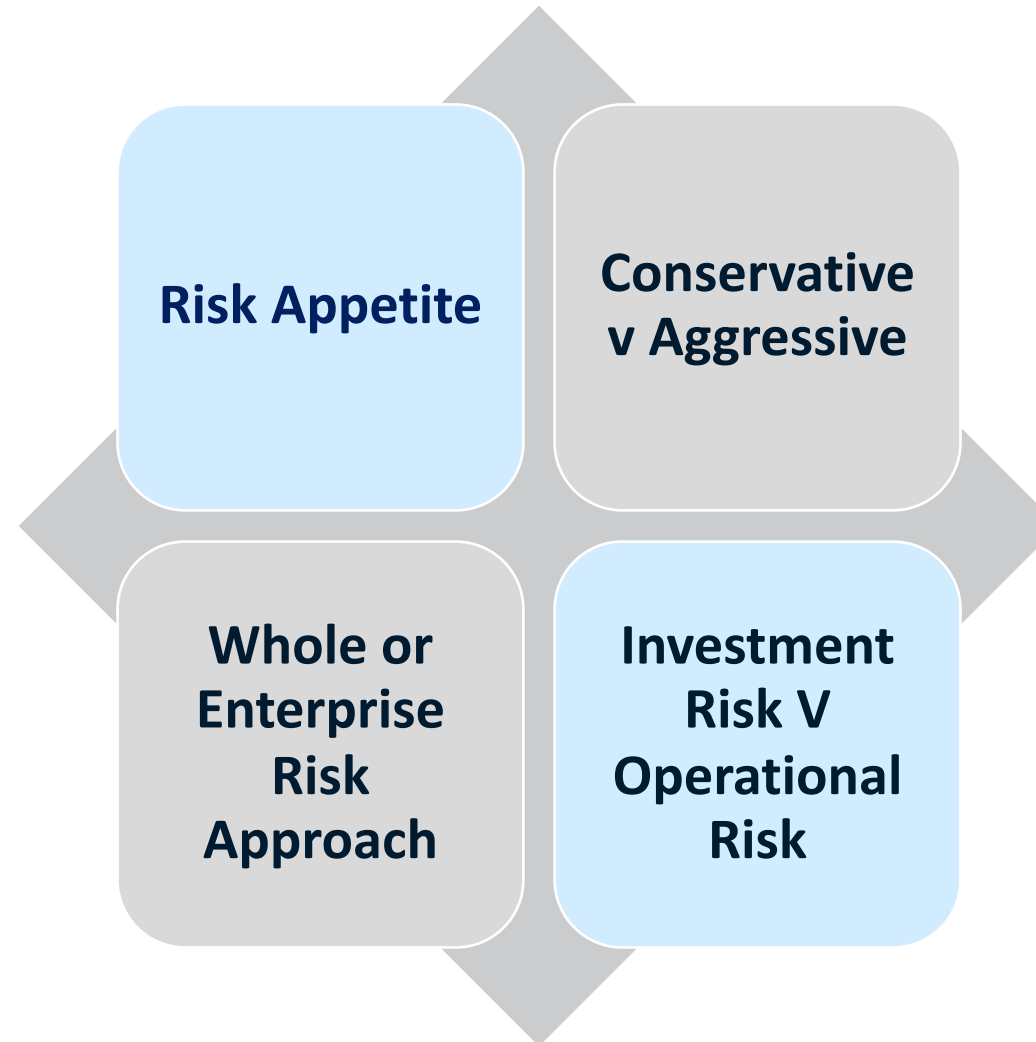 Risk Appetite
Conservative
v Aggressive
Whole or
Enterprise
Risk
Approach
Investment
Risk V
Operational
Risk